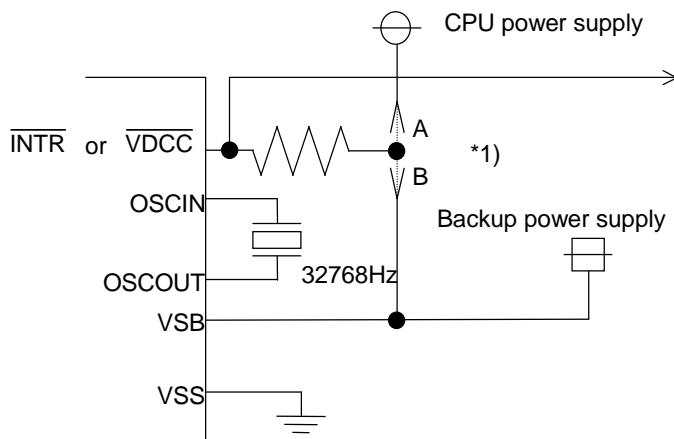 CPU power supply
A
INTR or VDCC
*1)
B
OSCIN
Backup power supply
OSCOUT
32768Hz
VSB
VSS